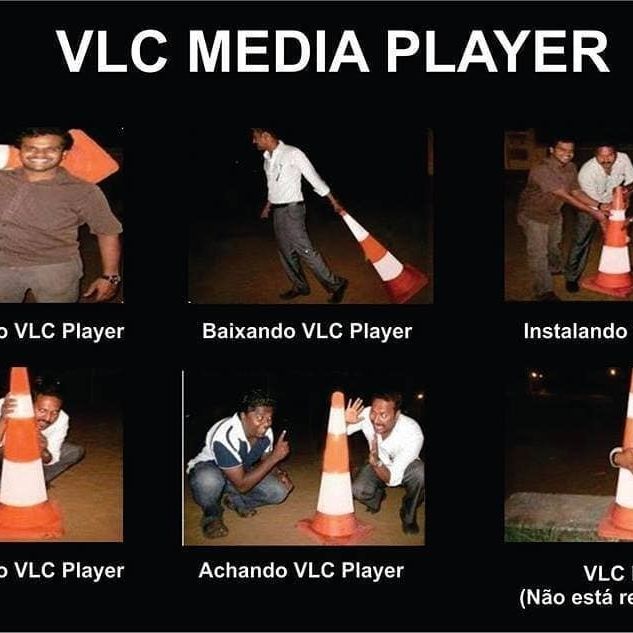 VLC MEDIA PLAYER
o VLC Player
Baixando VLC Player
Instalando
o VLC Player
Achando VLC Player
VLC
(Não está re